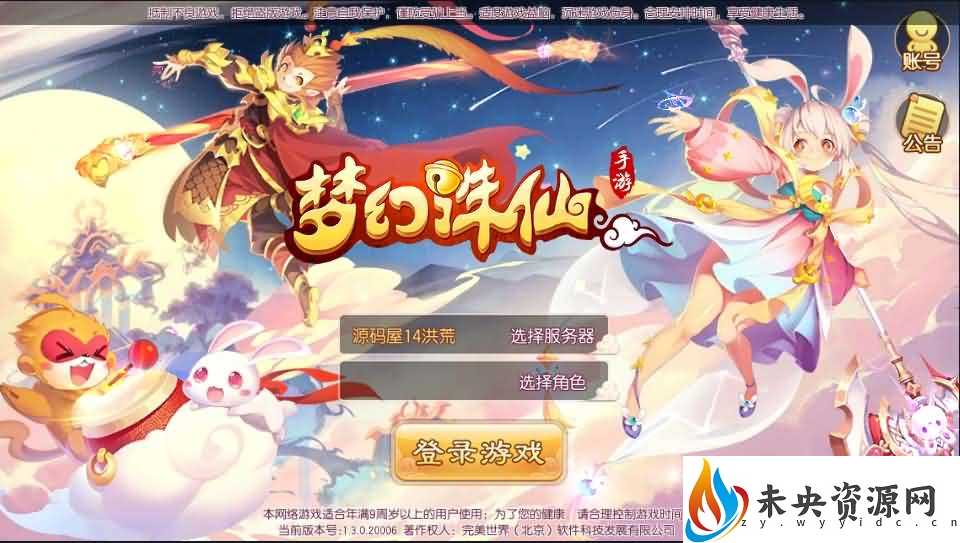 抵制不良游戏，拒绝盗版游戏。注意自我保护，谨防受骗上当。适度游戏益脑，沉迷游戏伤身。合理安排时间，享受健康生活。
账号
公告
梦幻诛仙
手游
源码屋14洪荒 选择服务器
选择角色
登录游戏
本网络游戏适合年满9周岁以上的用户使用；为了您的健康，请合理控制游戏时间
当前版本号:1.3.0.20006 著作权人：完美世界（北京）软件科技发展有限公司
未央资源网
zy.wyyidc.cn